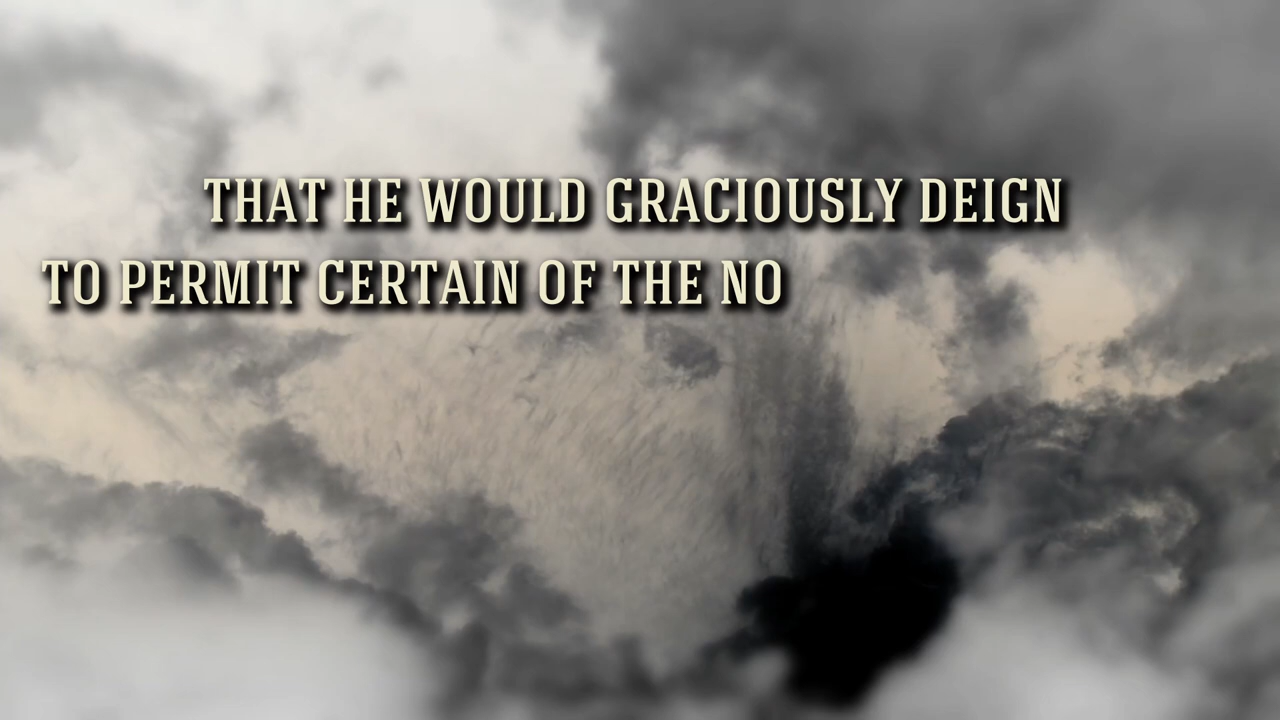 THAT HE WOULD GRACIOUSLY DEIGN
TO PERMIT CERTAIN OF THE NO